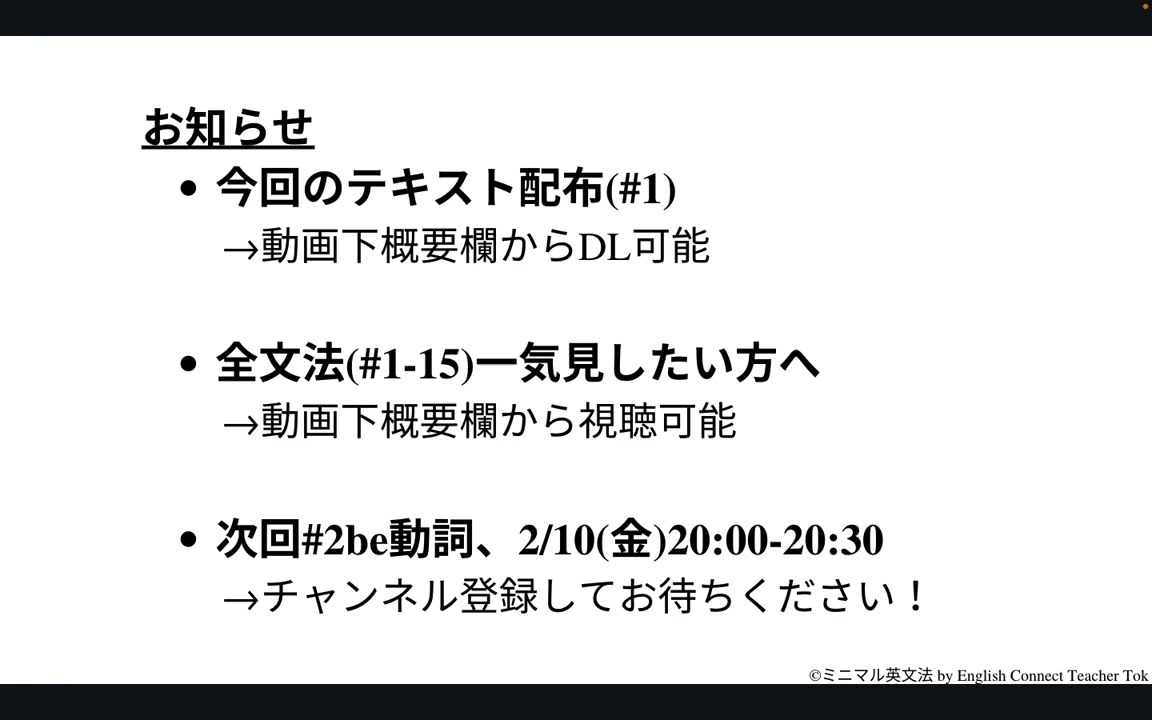 お知らせ
• 今回のテキスト配布(#1)
→動画下概要欄からDL可能
• 全文法(#1-15)一気見したい方へ
→動画下概要欄から視聴可能
• 次回#2be動詞、2/10(金)20:00-20:30
→チャンネル登録してお待ちください！
©ミニマル英文法 by English Connect Teacher Tok